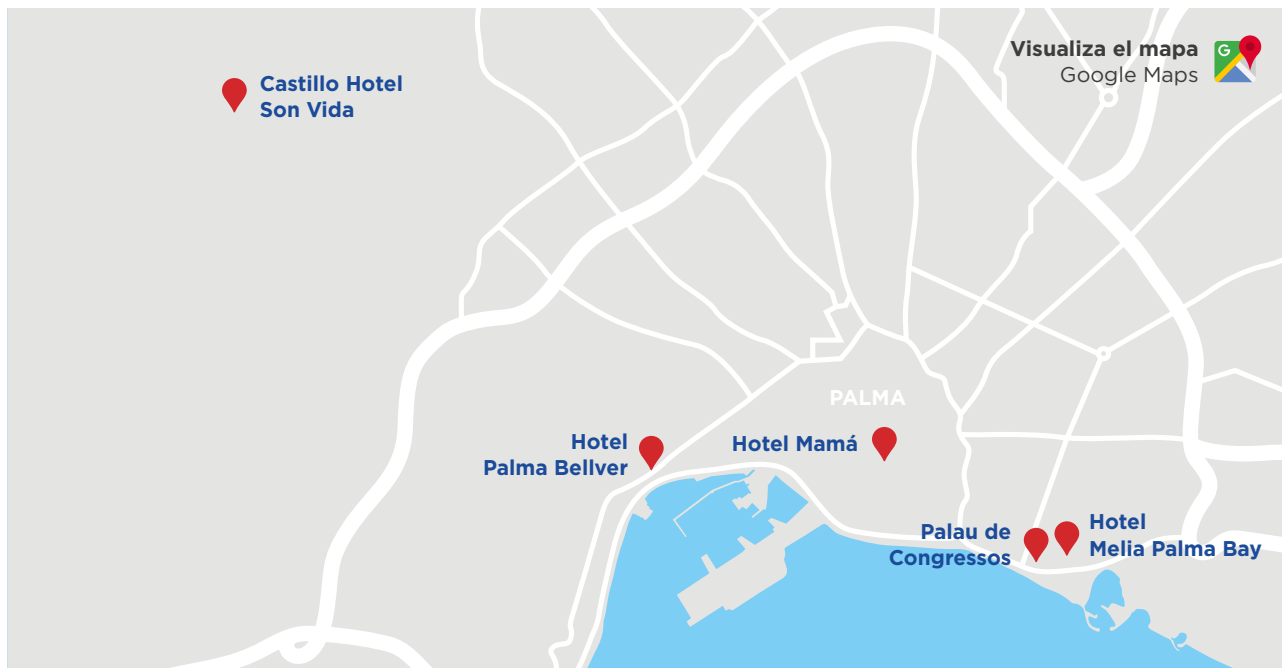 Visualiza el mapa
Google Maps
G
Castillo Hotel
Son Vida
PALMA
Hotel
Palma Bellver
Hotel Mamá
Palau de
Congressos
Hotel
Melia Palma Bay